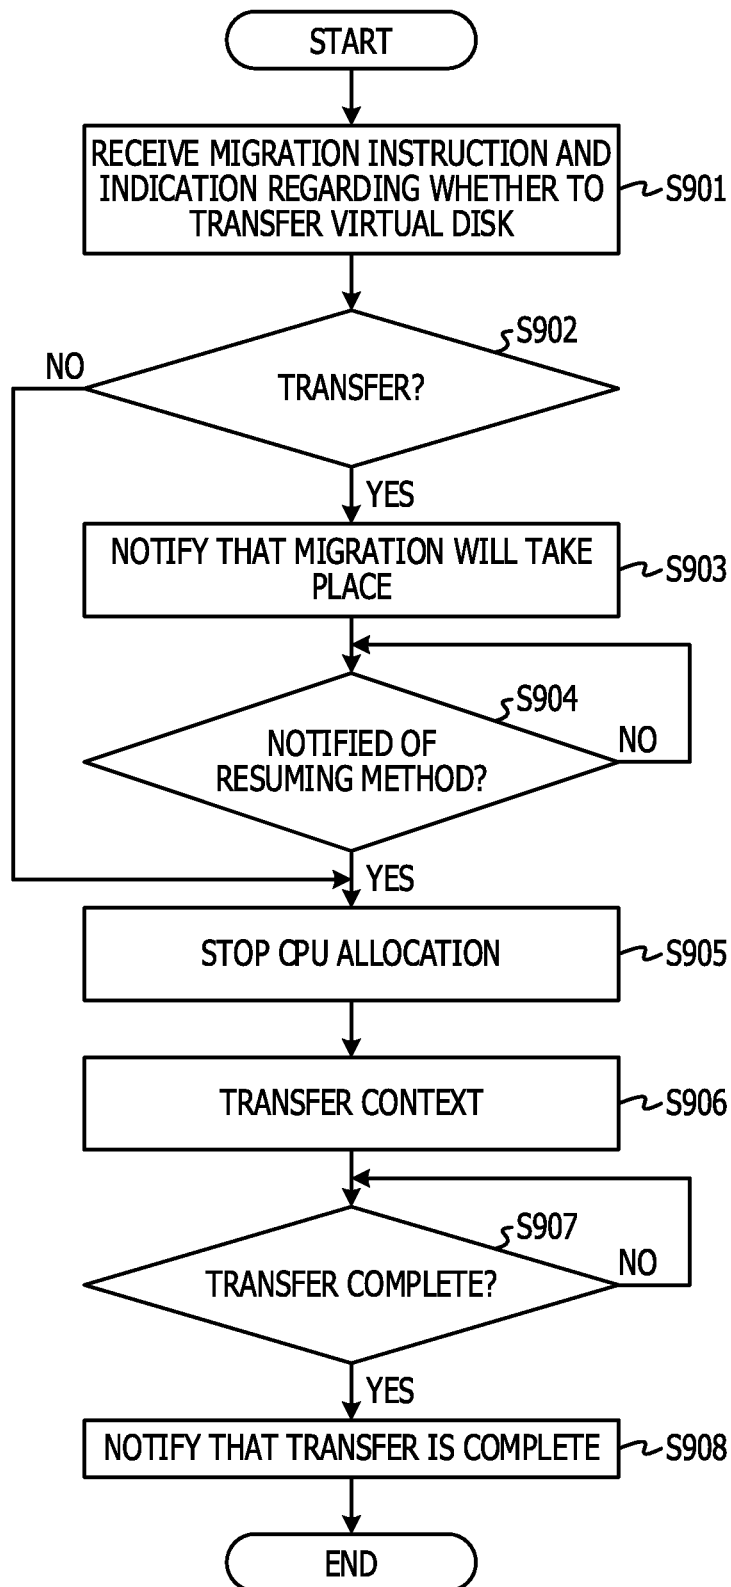 START
RECEIVE MIGRATION INSTRUCTION AND
INDICATION REGARDING WHETHER TO
TRANSFER VIRTUAL DISK
S901
S902
NO
TRANSFER?
YES
NOTIFY THAT MIGRATION WILL TAKE
PLACE
S903
S904
NOTIFIED OF
RESUMING METHOD?
NO
YES
STOP CPU ALLOCATION
S905
TRANSFER CONTEXT
S906
S907
TRANSFER COMPLETE?
NO
YES
NOTIFY THAT TRANSFER IS COMPLETE
S908
END